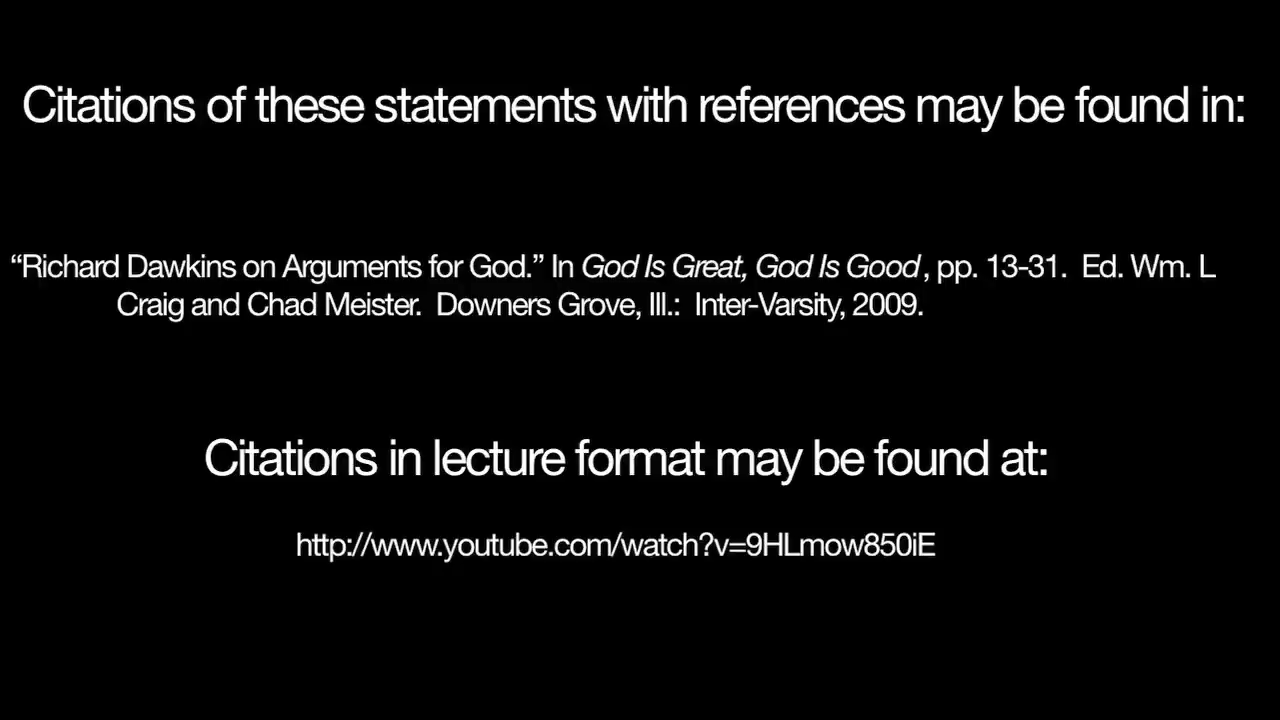 Citations of these statements with references may be found in:
“Richard Dawkins on Arguments for God.” In God Is Great, God Is Good, pp. 13-31. Ed. Wm. L
Craig and Chad Meister. Downers Grove, Ill.: Inter-Varsity, 2009.
Citations in lecture format may be found at:
http://www.youtube.com/watch?v=9HLmow850iE